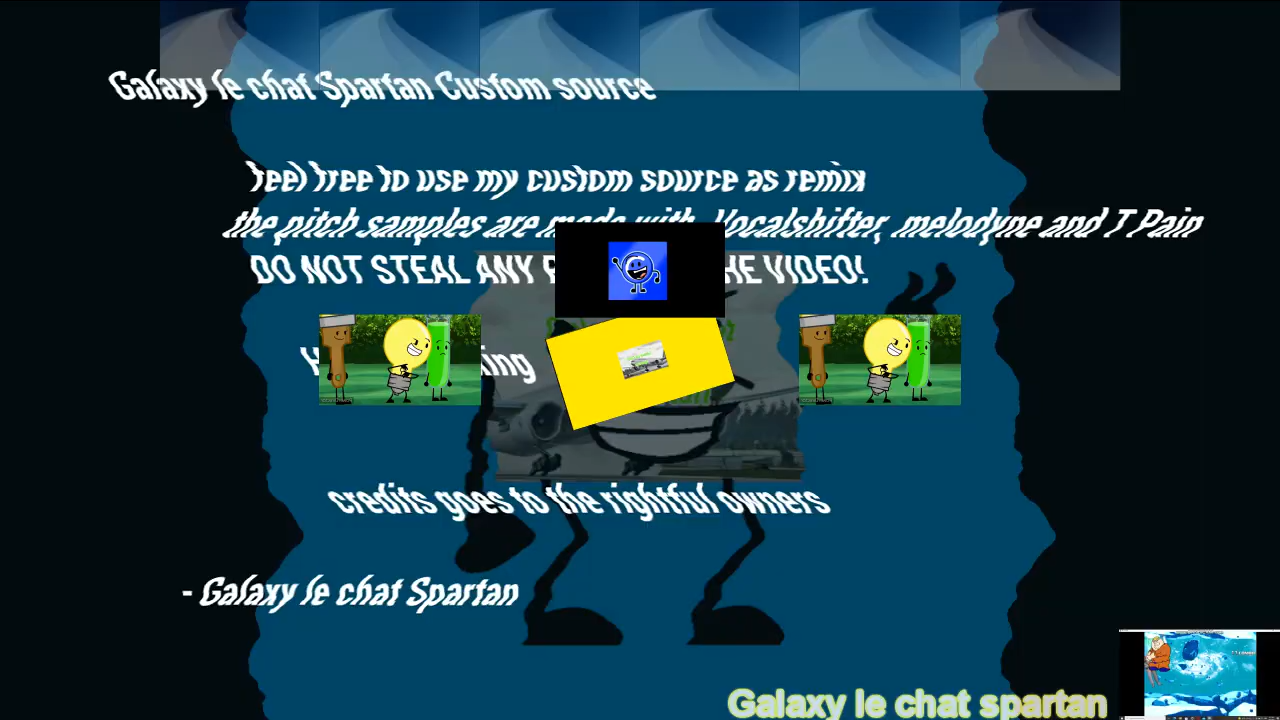 Galaxy le chat Spartan Custom source
feel free to use my custom source as remix
the pitch samples are made with Vocalshifter, melodyne and T Pain
DO NOT STEAL ANY HE VIDEO!
credits goes to the rightful owners
- Galaxy le chat Spartan
Galaxy le chat spartan